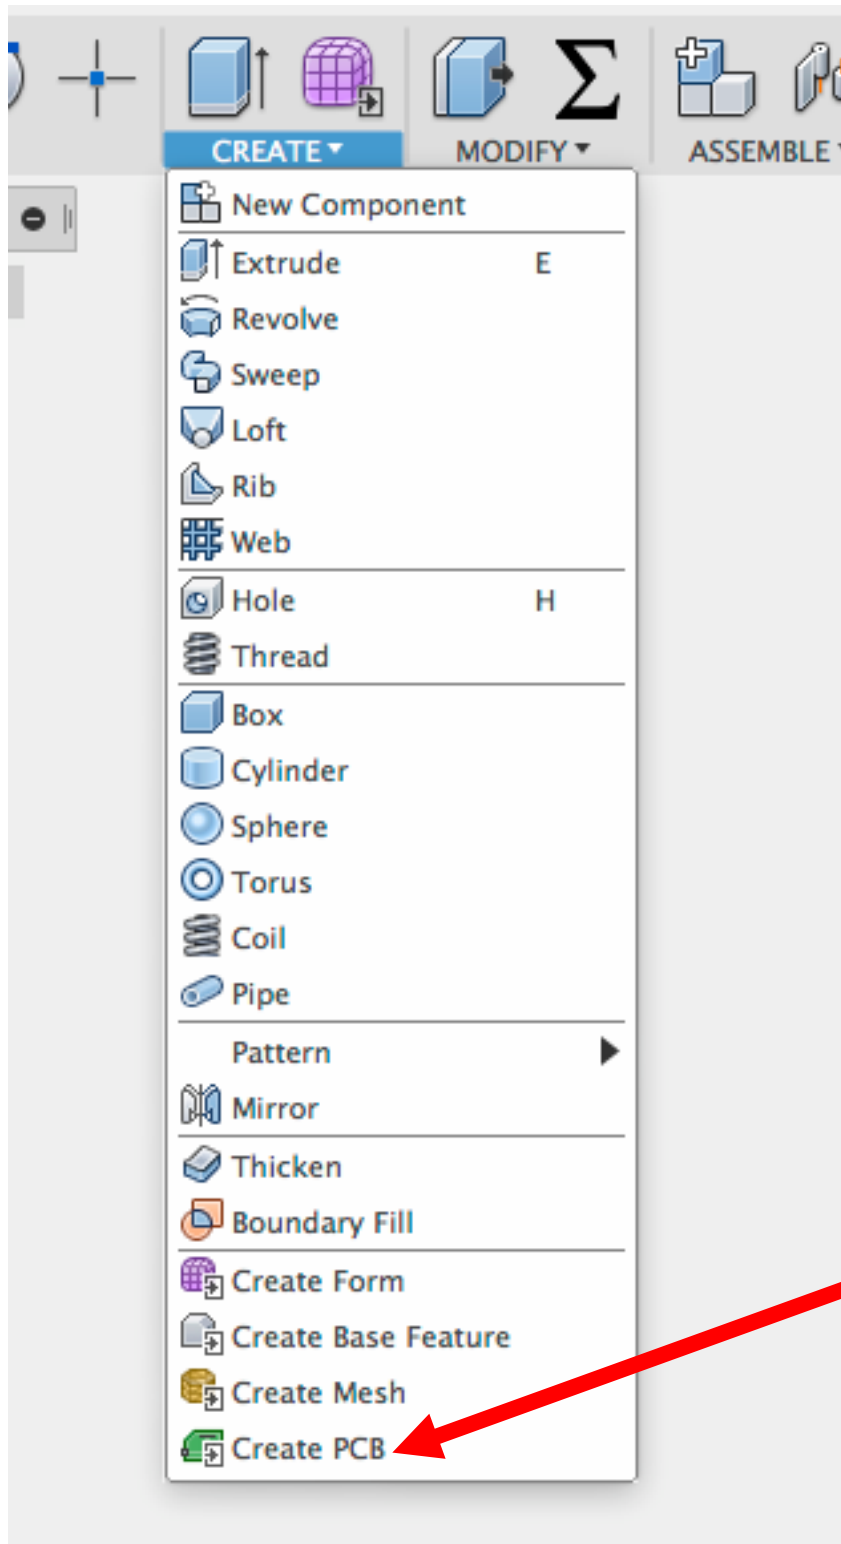 CREATE MODIFY ASSEMBLE
New Component
Extrude E
Revolve
Sweep
Loft
Rib
Web
Hole H
Thread
Box
Cylinder
Sphere
Torus
Coil
Pipe
Pattern
Mirror
Thicken
Boundary Fill
Create Form
Create Base Feature
Create Mesh
Create PCB